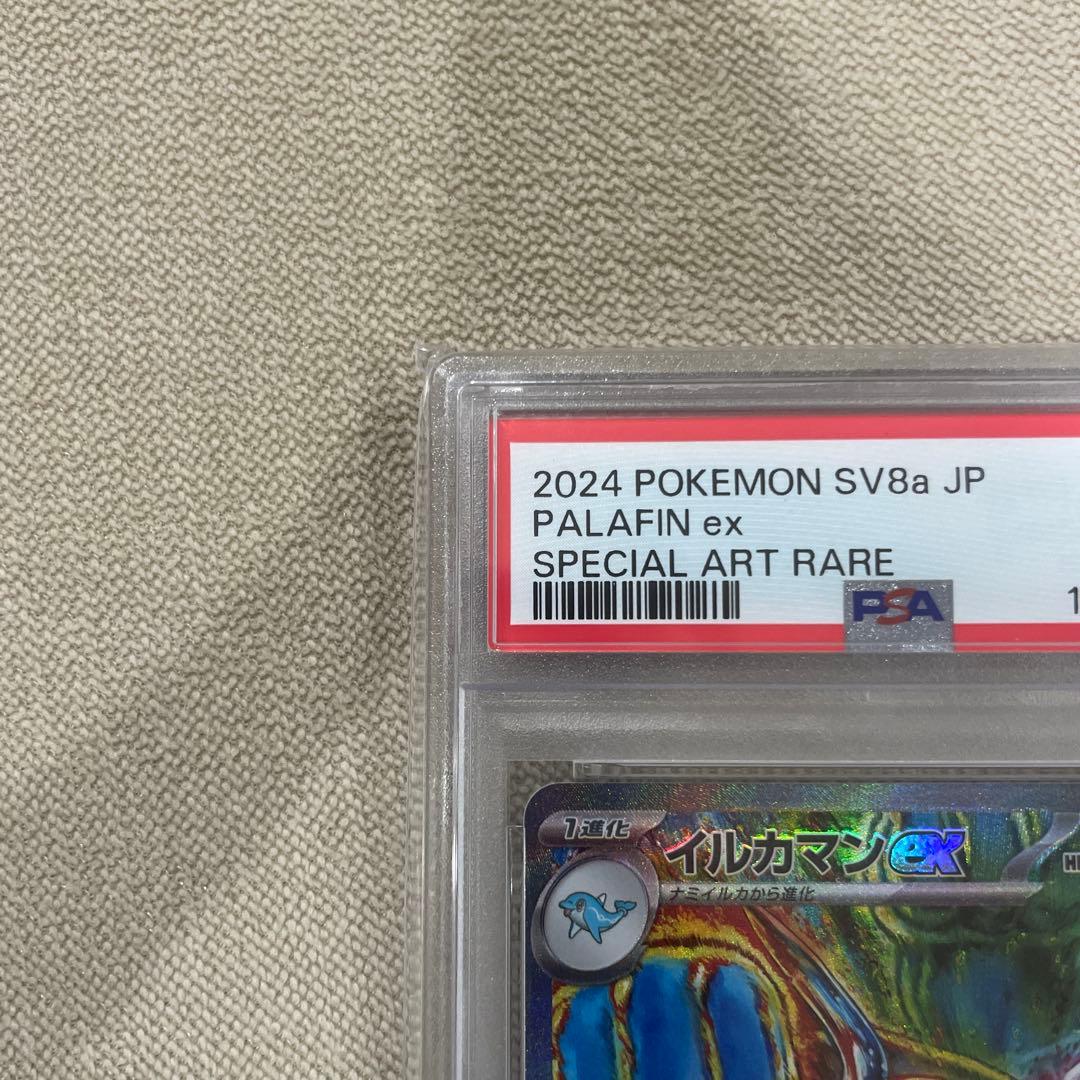 2024 POKEMON SV8a JP
PALAFIN ex
SPECIAL ART RARE
PSA
1進化
イルカマンex
ナミイルカから進化